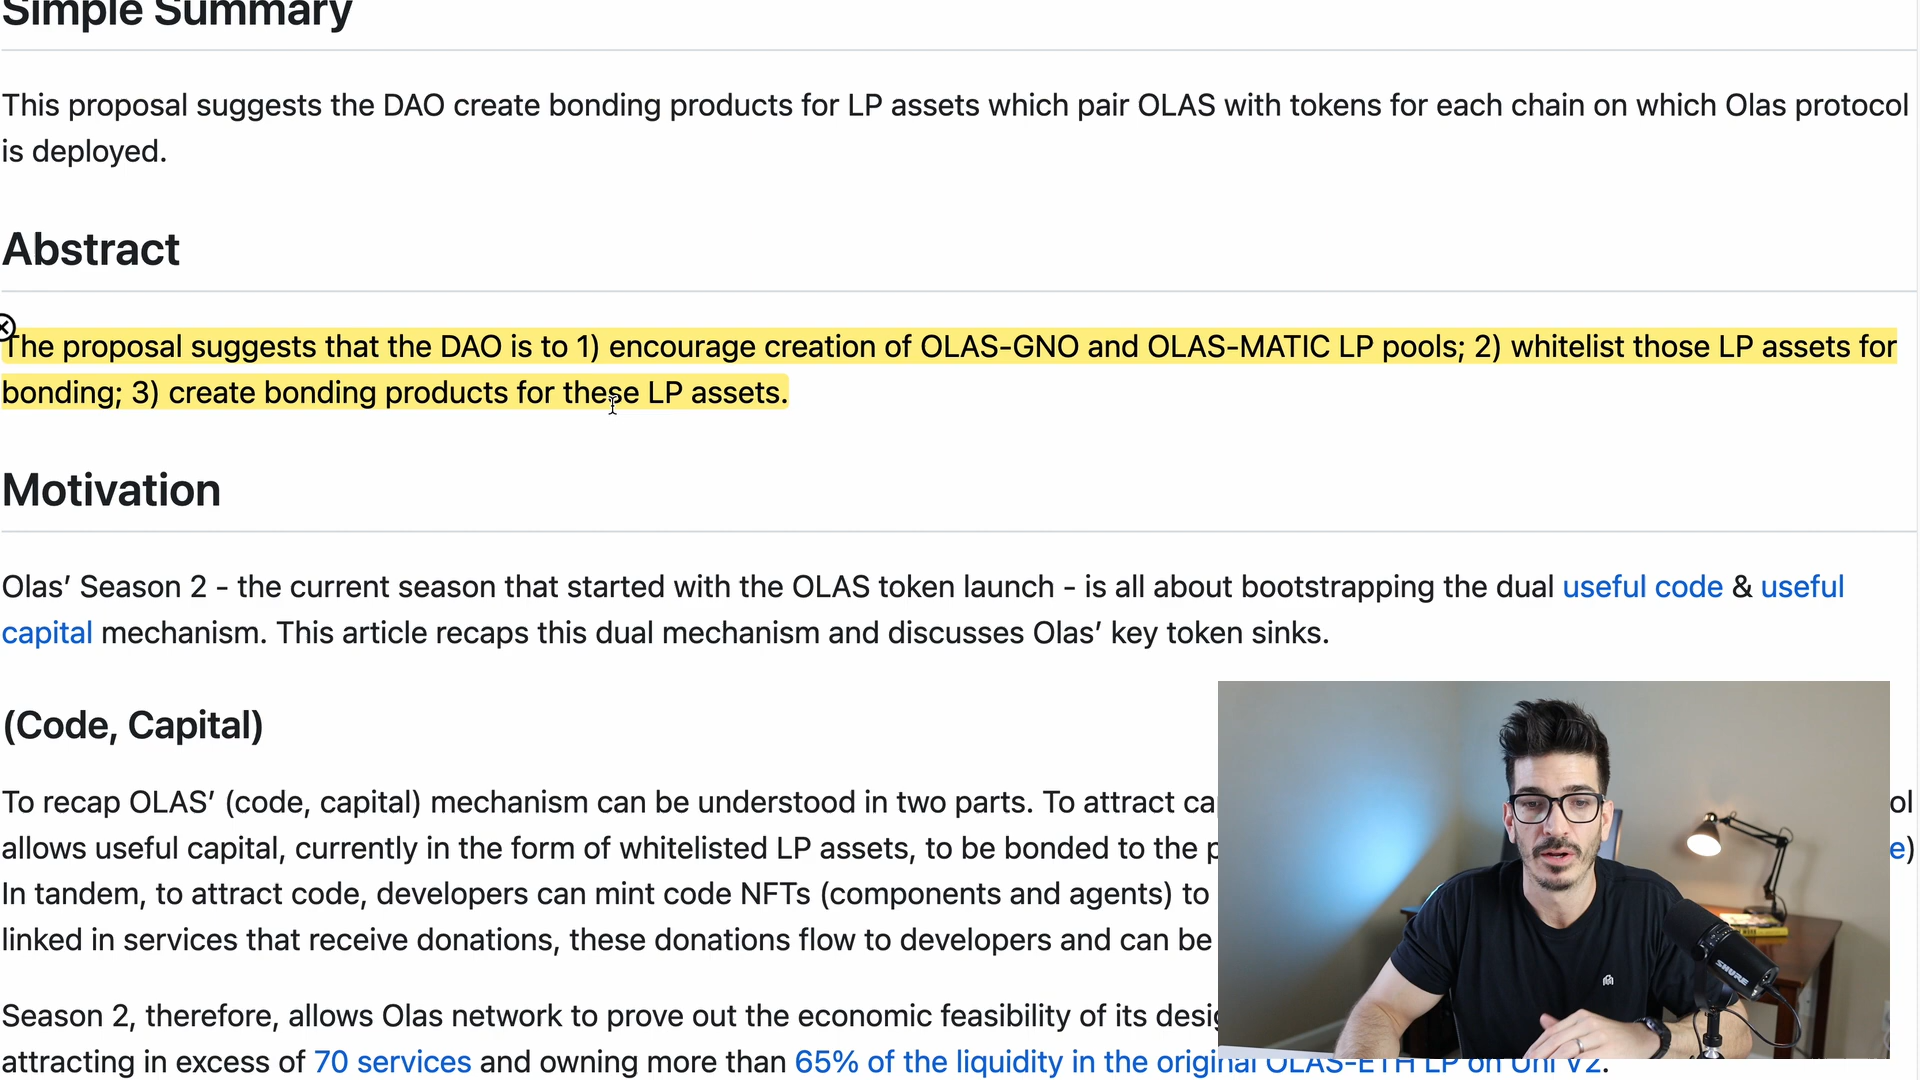 Simple Summary
This proposal suggests the DAO create bonding products for LP assets which pair OLAS with tokens for each chain on which Olas protocol
is deployed.
Abstract
The proposal suggests that the DAO is to 1) encourage creation of OLAS-GNO and OLAS-MATIC LP pools; 2) whitelist those LP assets for
bonding; 3) create bonding products for these LP assets.
Motivation
Olas’ Season 2 - the current season that started with the OLAS token launch - is all about bootstrapping the dual useful code & useful
capital mechanism. This article recaps this dual mechanism and discusses Olas’ key token sinks.
(Code, Capital)
To recap OLAS’ (code, capital) mechanism can be understood in two parts. To attract ca ol
allows useful capital, currently in the form of whitelisted LP assets, to be bonded to the p e)
In tandem, to attract code, developers can mint code NFTs (components and agents) to
linked in services that receive donations, these donations flow to developers and can be
Season 2, therefore, allows Olas network to prove out the economic feasibility of its desig
attracting in excess of 70 services and owning more than 65% of the liquidity in the original OLAS-ETH LP on Uni V2.
SHURE